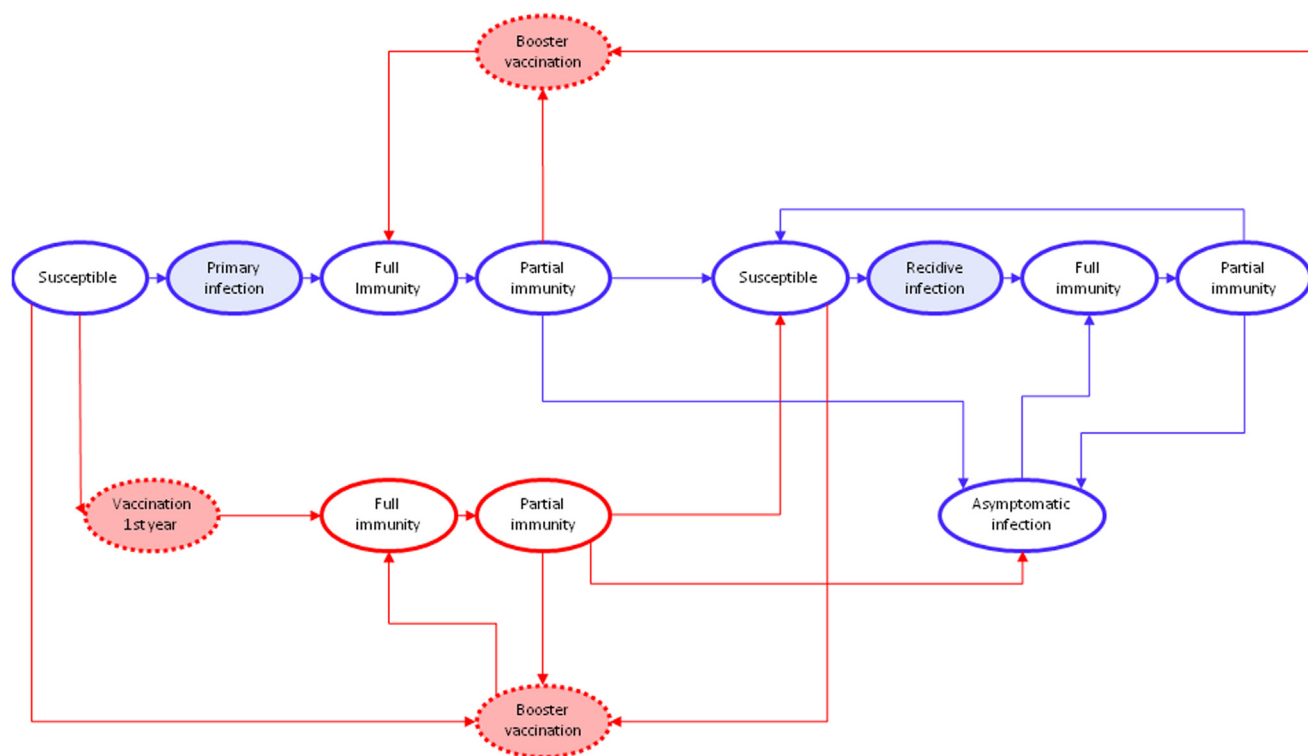 Booster
vaccination
Susceptible
Primary
infection
Full
Immunity
Partial
immunity
Susceptible
Recidive
infection
Full
immunity
Partial
immunity
Vaccination
1st year
Full
immunity
Partial
immunity
Asymptomatic
infection
Booster
vaccination